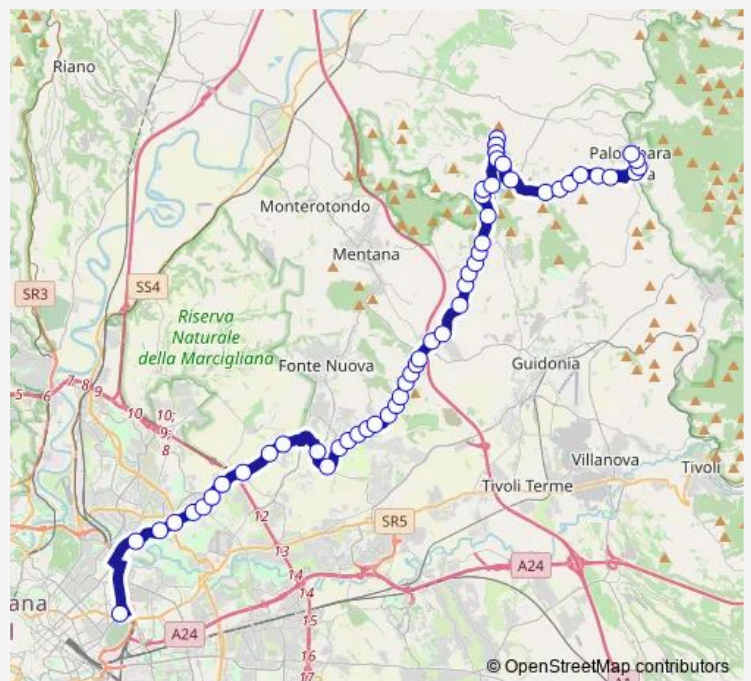 Riano
Palombara
a
Monterotondo
Mentana
SR3
SS4
Riserva
Naturale
della Marcigliana
Fonte Nuova
Guidonia
5 6 7 8 9
10
10;
9;
8
Villanova
Tivoli
Tivoli Terme
12
SR5
13
14
A24
14
ana
A24
15
16
17
A1
© OpenStreetMap contributors